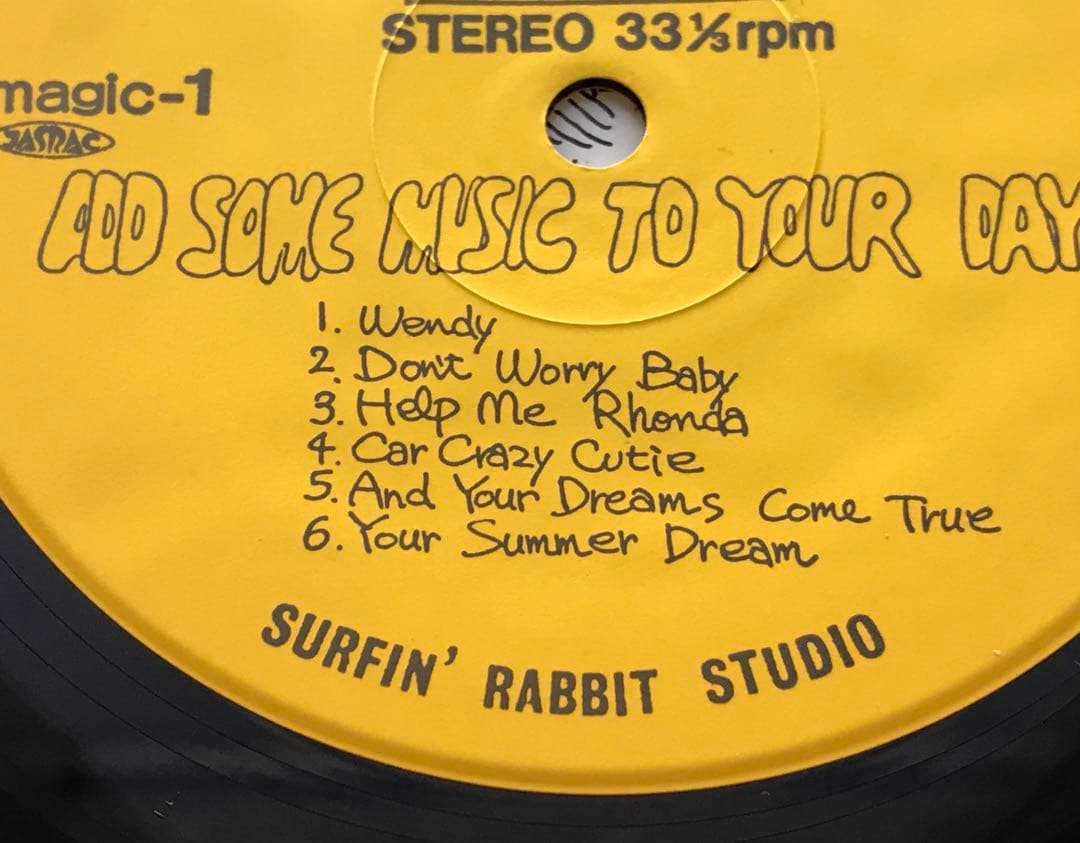 STEREO 33⅓rpm
magic-1
JASRAC
ADD SOME MUSIC TO YOUR DAY
1. Wendy
2. Don't Worry Baby
3. Help Me Rhonda
4. Car Crazy Cutie
5. And Your Dreams Come True
6. Your Summer Dream
SURFIN' RABBIT STUDIO